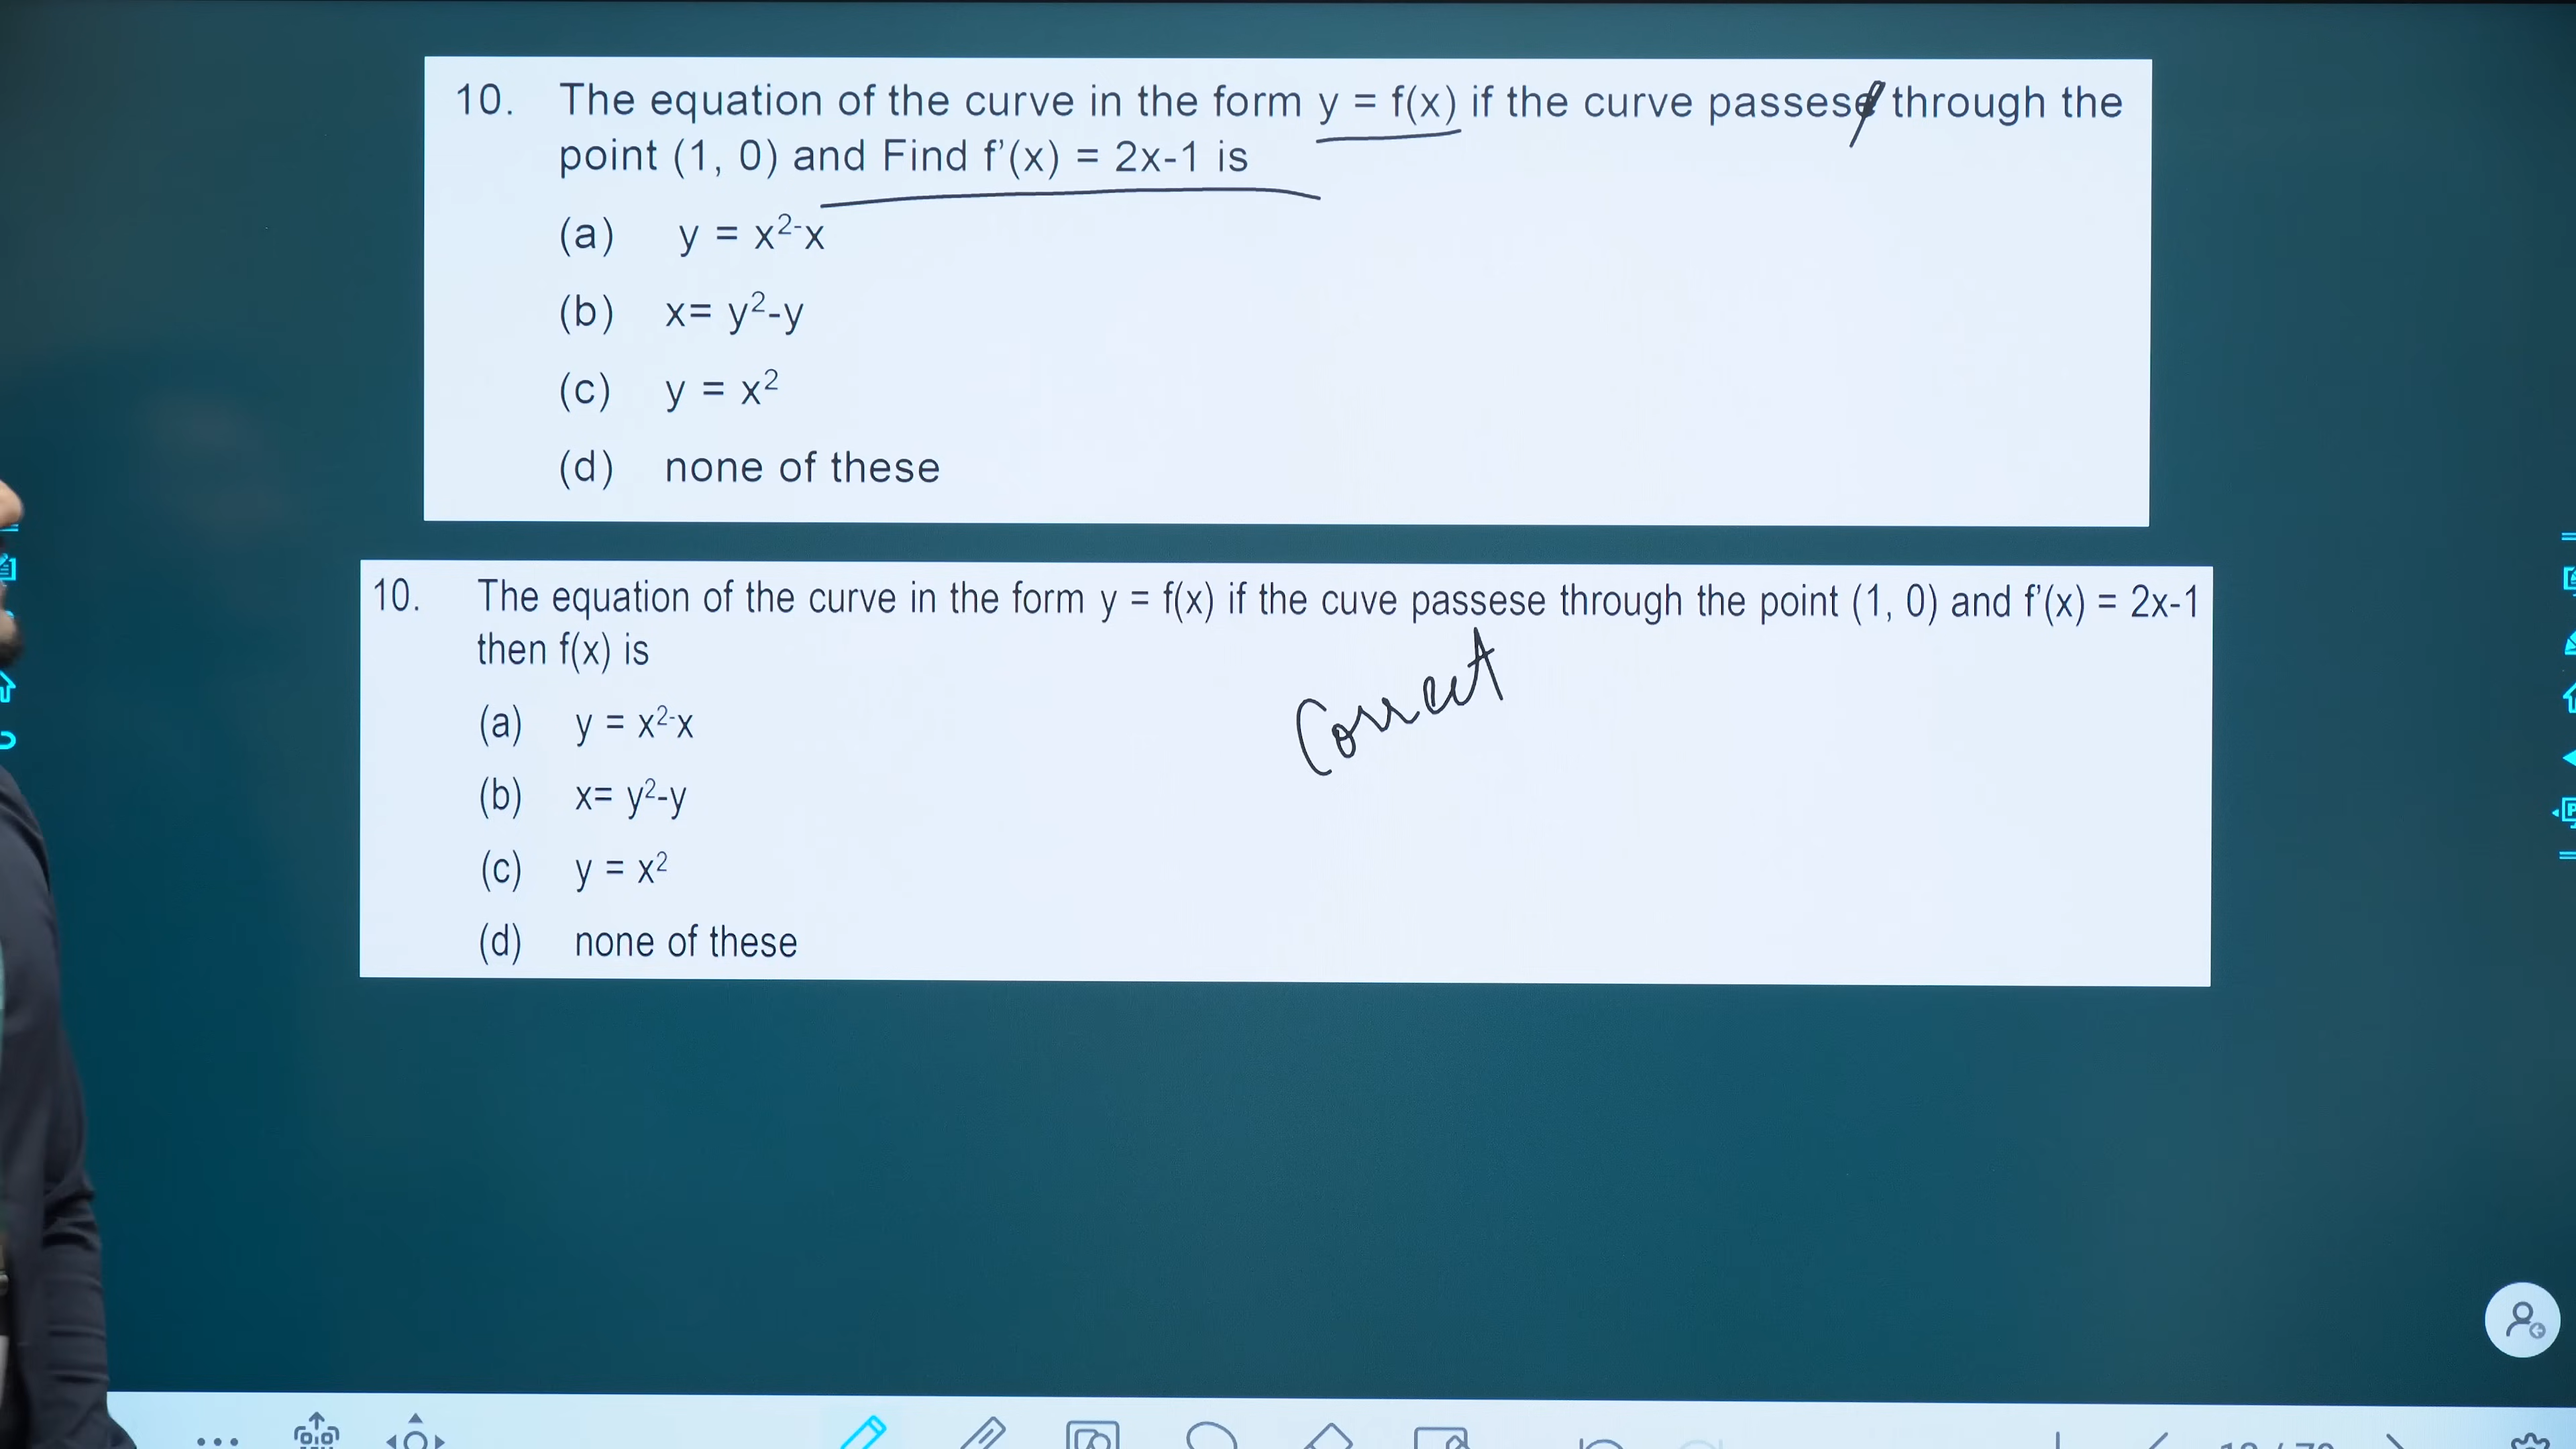 10. The equation of the curve in the form y = f(x) if the curve passese through the
point (1, 0) and Find f'(x) = 2x-1 is
(a) y = x²⁻x
(b) x= y²-y
(c) y = x²
(d) none of these
10. The equation of the curve in the form y = f(x) if the cuve passese through the point (1, 0) and f'(x) = 2x-1
then f(x) is
Correct
(a) y = x²⁻x
(b) x= y²-y
(c) y = x²
(d) none of these